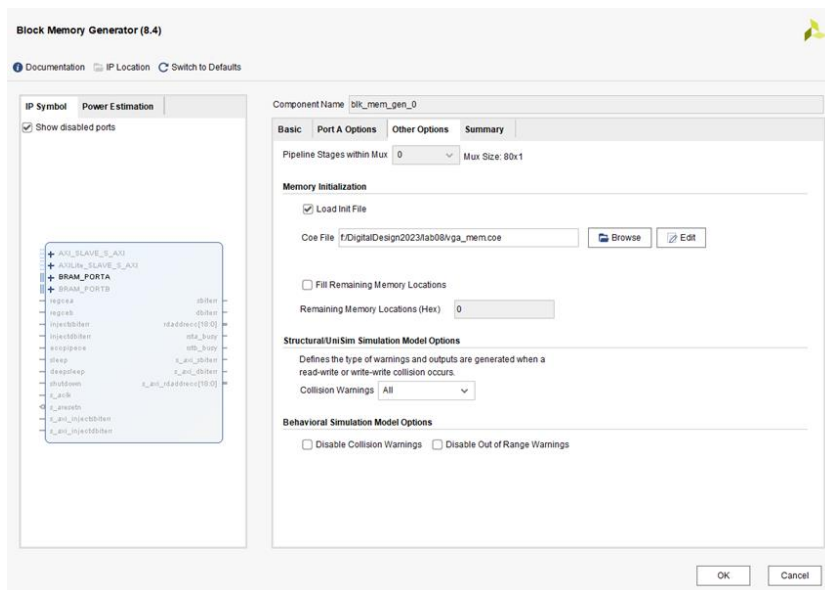 Block Memory Generator (8.4)
Documentation IP Location Switch to Defaults
IP Symbol Power Estimation
Show disabled ports
AXI_SLAVE_S_AXI
AXILite_SLAVE_S_AXI
BRAM_PORTA
BRAM_PORTB
regcea sbiterr
regceb dbiterr
injectsbiterr rdaddrecc[18:0]
injectdbiterr rsta_busy
eccpipece rstb_busy
sleep s_axi_sbiterr
deepsleep s_axi_dbiterr
shutdown s_axi_rdaddrecc[18:0]
s_aclk
s_aresetn
s_axi_injectsbiterr
s_axi_injectdbiterr
Component Name blk_mem_gen_0
Basic Port A Options Other Options Summary
Pipeline Stages within Mux 0 Mux Size: 80x1
Memory Initialization
Load Init File
Coe File f:/DigitalDesign2023/lab08/vga_mem.coe Browse Edit
Fill Remaining Memory Locations
Remaining Memory Locations (Hex) 0
Structural/UniSim Simulation Model Options
Defines the type of warnings and outputs are generated when a
read-write or write-write collision occurs.
Collision Warnings All
Behavioral Simulation Model Options
Disable Collision Warnings Disable Out of Range Warnings
OK Cancel